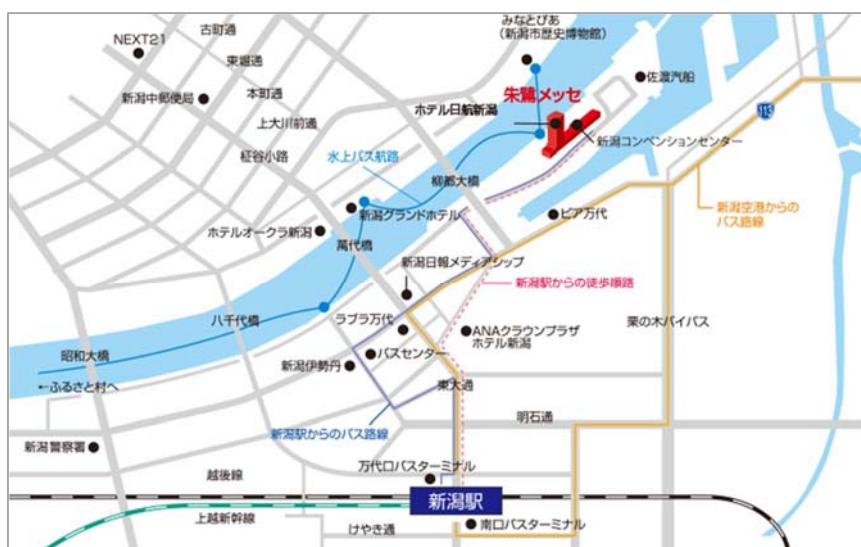 古町通
みなとぴあ
(新潟市歴史博物館)
NEXT21
東堀通
佐渡汽船
新潟中郵便局
本町通
朱鷺メッセ
ホテル日航新潟
113
上大川前通
新潟コンベンションセンター
柾谷小路
水上バス航路
柳都大橋
新潟空港からの
バス路線
新潟グランドホテル
ピア万代
ホテルオークラ新潟
萬代橋
新潟日報メディアシップ
新潟駅からの徒歩順路
八千代橋
ラブラ万代
栗の木バイパス
ANAクラウンプラザ
ホテル新潟
昭和大橋
バスセンター
新潟伊勢丹
←ふるさと村へ
東大通
明石通
新潟駅からのバス路線
新潟警察署
万代口バスターミナル
越後線
新潟駅
上越新幹線
けやき通
南口バスターミナル